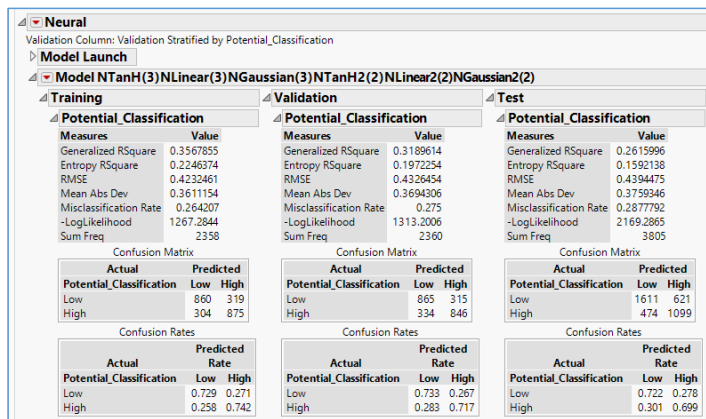 Neural
Validation Column: Validation Stratified by Potential_Classification
Model Launch
Model NTanH(3)NLinear(3)NGaussian(3)NTanH2(2)NLinear2(2)NGaussian2(2)
Training
Potential_Classification
Measures Value
Generalized RSquare 0.3567855
Entropy RSquare 0.2246374
RMSE 0.4232461
Mean Abs Dev 0.3611154
Misclassification Rate 0.264207
-LogLikelihood 1267.2844
Sum Freq 2358
Confusion Matrix
Actual Predicted
Potential_Classification Low High
Low 860 319
High 304 875
Confusion Rates
Predicted
Actual Rate
Potential_Classification Low High
Low 0.729 0.271
High 0.258 0.742
Validation
Potential_Classification
Measures Value
Generalized RSquare 0.3189614
Entropy RSquare 0.1972254
RMSE 0.4326454
Mean Abs Dev 0.3694306
Misclassification Rate 0.275
-LogLikelihood 1313.2006
Sum Freq 2360
Confusion Matrix
Actual Predicted
Potential_Classification Low High
Low 865 315
High 334 846
Confusion Rates
Predicted
Actual Rate
Potential_Classification Low High
Low 0.733 0.267
High 0.283 0.717
Test
Potential_Classification
Measures Value
Generalized RSquare 0.2615996
Entropy RSquare 0.1592138
RMSE 0.4394475
Mean Abs Dev 0.3759346
Misclassification Rate 0.2877792
-LogLikelihood 2169.2865
Sum Freq 3805
Confusion Matrix
Actual Predicted
Potential_Classification Low High
Low 1611 621
High 474 1099
Confusion Rates
Predicted
Actual Rate
Potential_Classification Low High
Low 0.722 0.278
High 0.301 0.699